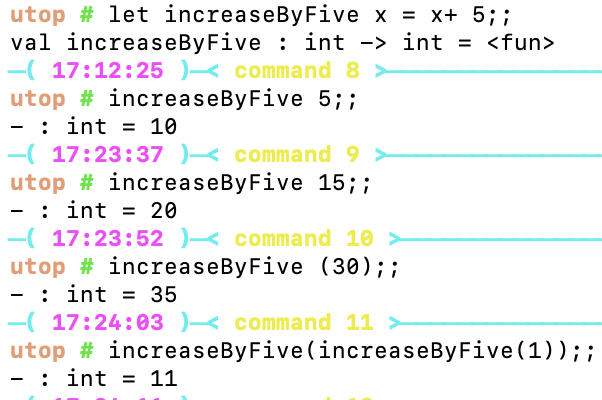 utop # let increaseByFive x = x+ 5;;
val increaseByFive : int -> int = <fun>
—( 17:12:25 )—< command 8 >—
utop # increaseByFive 5;;
- : int = 10
—( 17:23:37 )—< command 9 >—
utop # increaseByFive 15;;
- : int = 20
—( 17:23:52 )—< command 10 >—
utop # increaseByFive (30);;
- : int = 35
—( 17:24:03 )—< command 11 >—
utop # increaseByFive(increaseByFive(1));;
- : int = 11